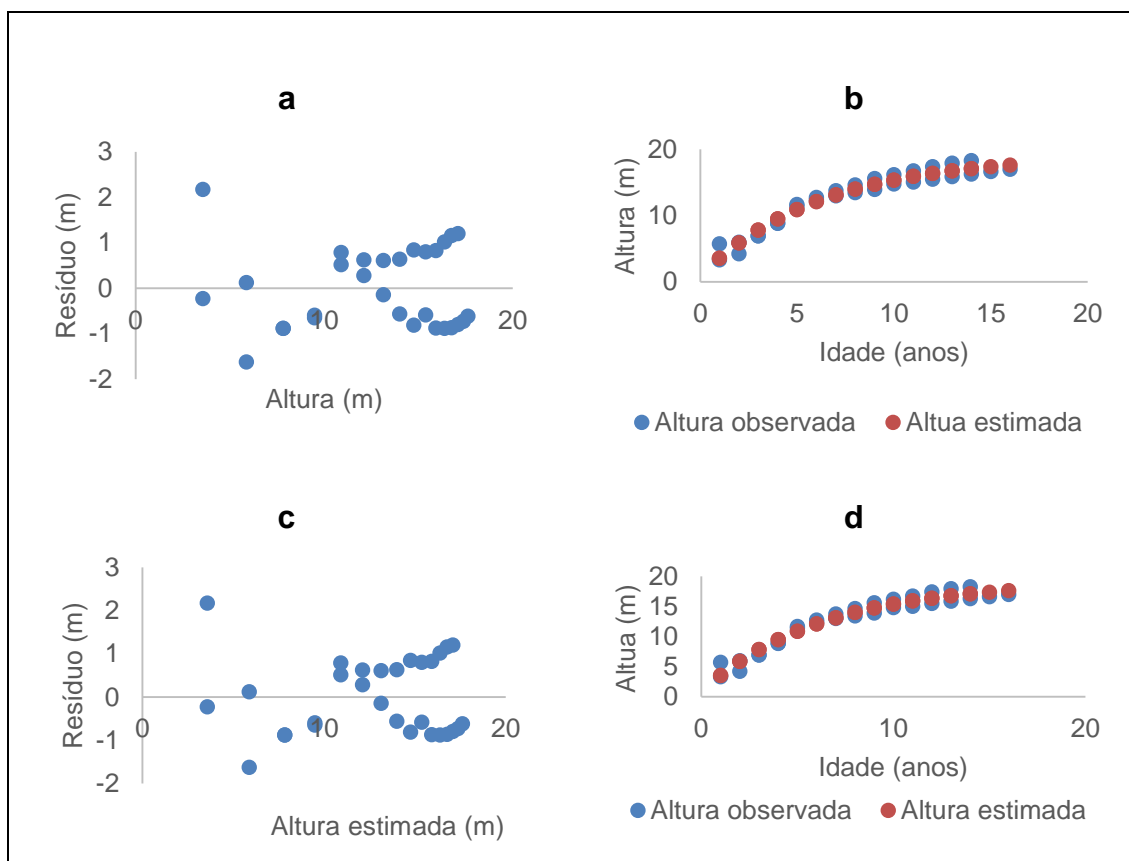 a
3
2
1
0
-1
-2
0
10
20
Resíduo (m)
Altura (m)
b
20
10
0
0
5
10
15
20
Altura (m)
Idade (anos)
Altura observada
Altua estimada
c
3
2
1
0
-1
-2
0
10
20
Resíduo (m)
Altura estimada (m)
d
20
15
10
5
0
0
10
20
Altua (m)
Idade (anos)
Altura observada
Altura estimada